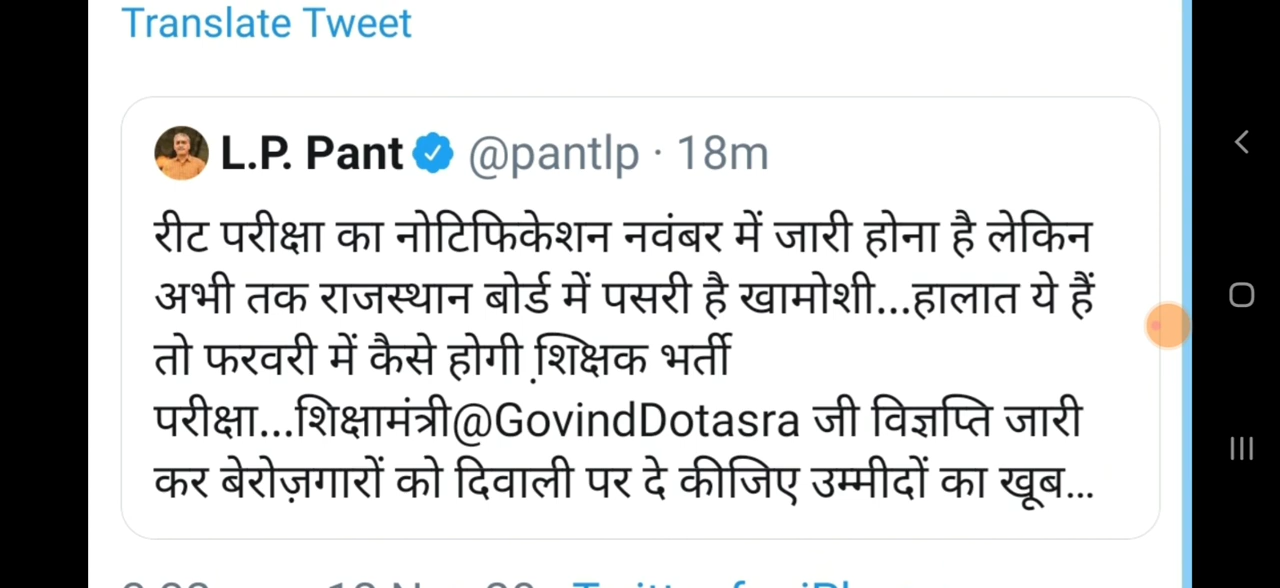 Translate Tweet
L.P. Pant @pantlp · 18m
रीट परीक्षा का नोटिफिकेशन नवंबर में जारी होना है लेकिन
अभी तक राजस्थान बोर्ड में पसरी है खामोशी...हालात ये हैं
तो फरवरी में कैसे होगी .शिक्षक भर्ती
परीक्षा...शिक्षामंत्री@GovindDotasra जी विज्ञप्ति जारी
कर बेरोज़गारों को दिवाली पर दे कीजिए उम्मीदों का खूब...